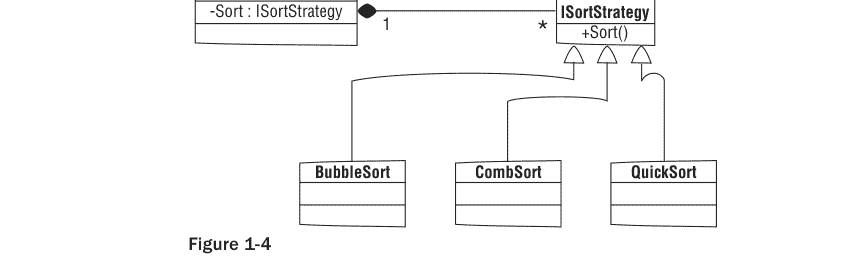 -Sort : ISortStrategy
1
*
ISortStrategy
+Sort()
BubbleSort
CombSort
QuickSort
Figure 1-4